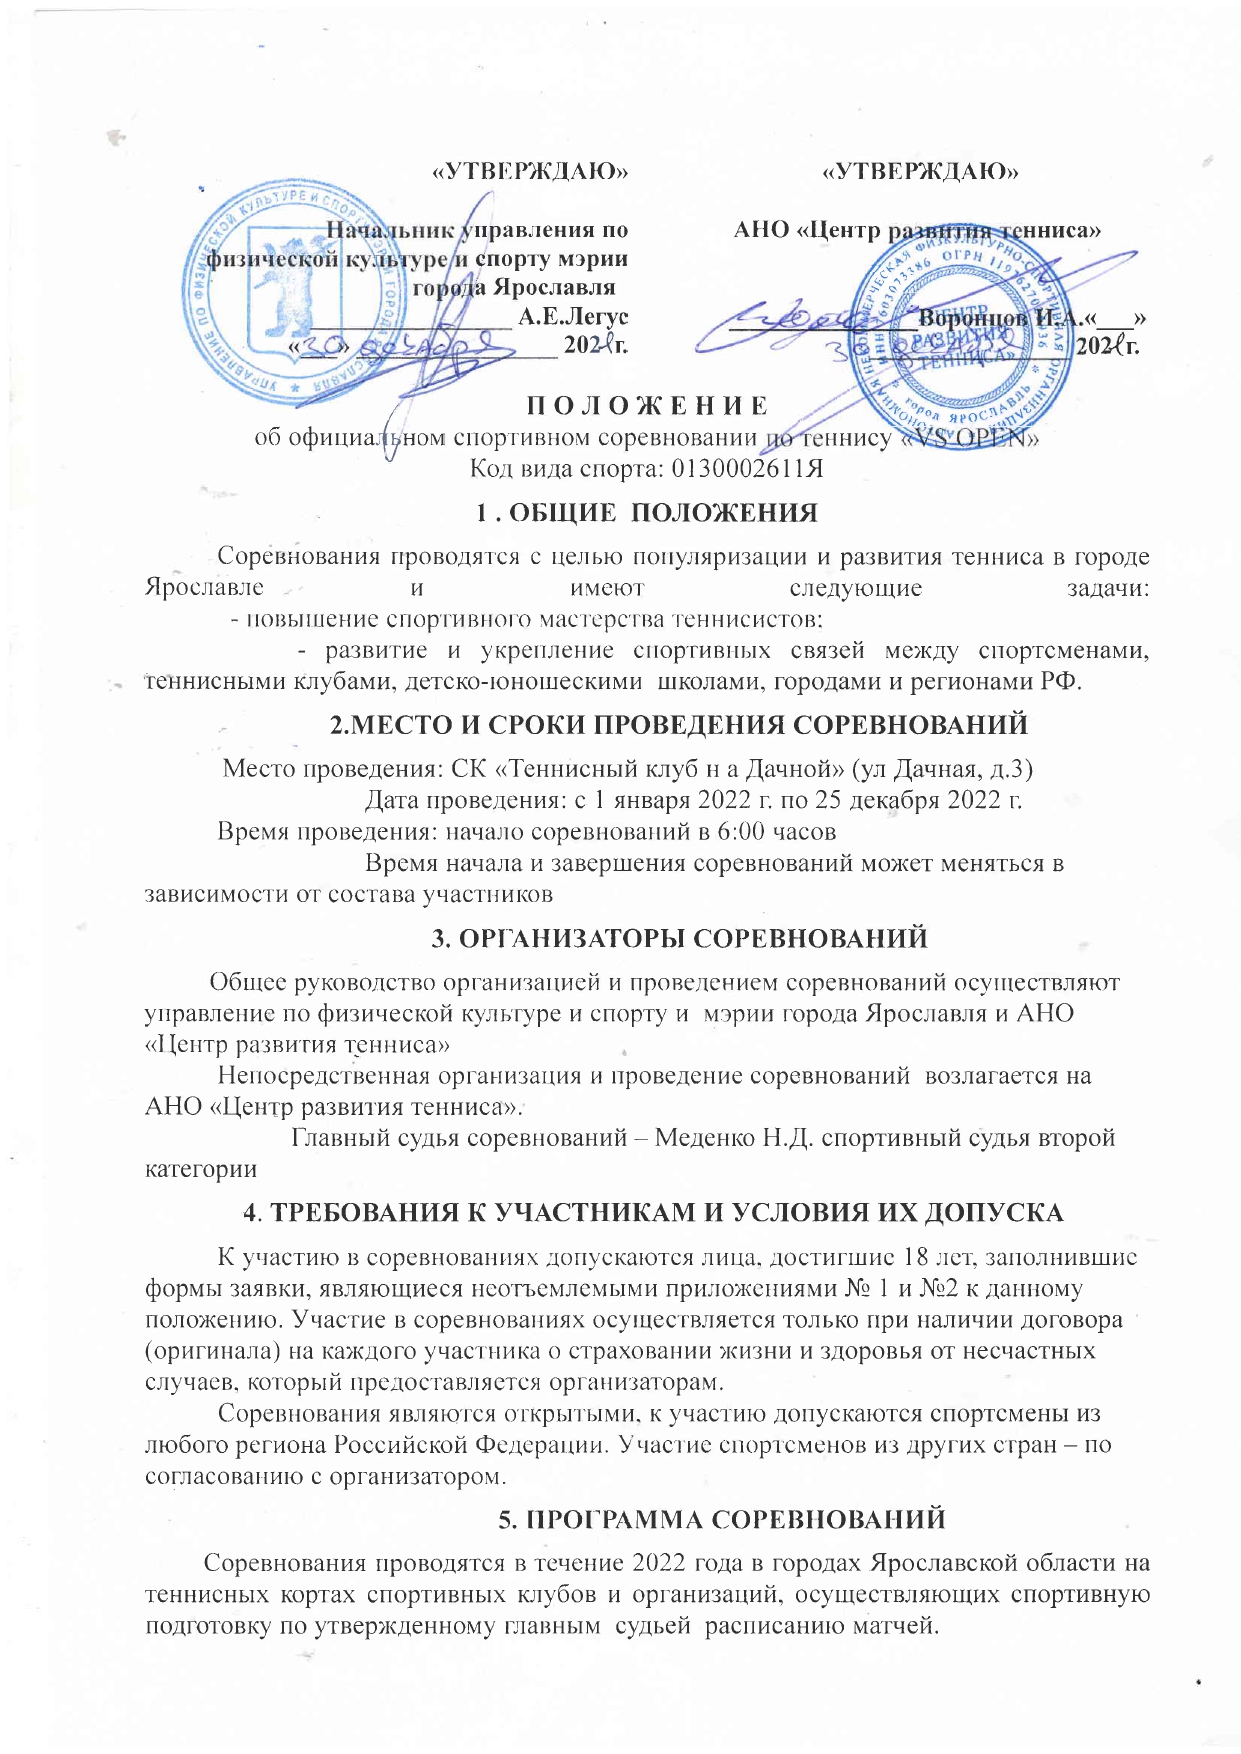 «УТВЕРЖДАЮ»
Начальник управления по
физической культуре и спорту мэрии
города Ярославля
________________ А.Е.Легус
«30» декабря 2021г.
«УТВЕРЖДАЮ»
АНО «Центр развития тенниса»
_______________Воронцов И.А.«___»
30 2021г.
П О Л О Ж Е Н И Е
об официальном спортивном соревновании по теннису «VS OPEN»
Код вида спорта: 0130002611Я
1 . ОБЩИЕ ПОЛОЖЕНИЯ
Соревнования проводятся с целью популяризации и развития тенниса в городе
Ярославле и имеют следующие задачи:
- повышение спортивного мастерства теннисистов;
- развитие и укрепление спортивных связей между спортсменами,
теннисными клубами, детско-юношескими школами, городами и регионами РФ.
2.МЕСТО И СРОКИ ПРОВЕДЕНИЯ СОРЕВНОВАНИЙ
Место проведения: СК «Теннисный клуб н а Дачной» (ул Дачная, д.3)
Дата проведения: с 1 января 2022 г. по 25 декабря 2022 г.
Время проведения: начало соревнований в 6:00 часов
Время начала и завершения соревнований может меняться в
зависимости от состава участников
3. ОРГАНИЗАТОРЫ СОРЕВНОВАНИЙ
Общее руководство организацией и проведением соревнований осуществляют
управление по физической культуре и спорту и мэрии города Ярославля и АНО
«Центр развития тенниса»
Непосредственная организация и проведение соревнований возлагается на
АНО «Центр развития тенниса».
Главный судья соревнований – Меденко Н.Д. спортивный судья второй
категории
4. ТРЕБОВАНИЯ К УЧАСТНИКАМ И УСЛОВИЯ ИХ ДОПУСКА
К участию в соревнованиях допускаются лица, достигшие 18 лет, заполнившие
формы заявки, являющиеся неотъемлемыми приложениями № 1 и №2 к данному
положению. Участие в соревнованиях осуществляется только при наличии договора
(оригинала) на каждого участника о страховании жизни и здоровья от несчастных
случаев, который предоставляется организаторам.
Соревнования являются открытыми, к участию допускаются спортсмены из
любого региона Российской Федерации. Участие спортсменов из других стран – по
согласованию с организатором.
5. ПРОГРАММА СОРЕВНОВАНИЙ
Соревнования проводятся в течение 2022 года в городах Ярославской области на
теннисных кортах спортивных клубов и организаций, осуществляющих спортивную
подготовку по утвержденному главным судьей расписанию матчей.